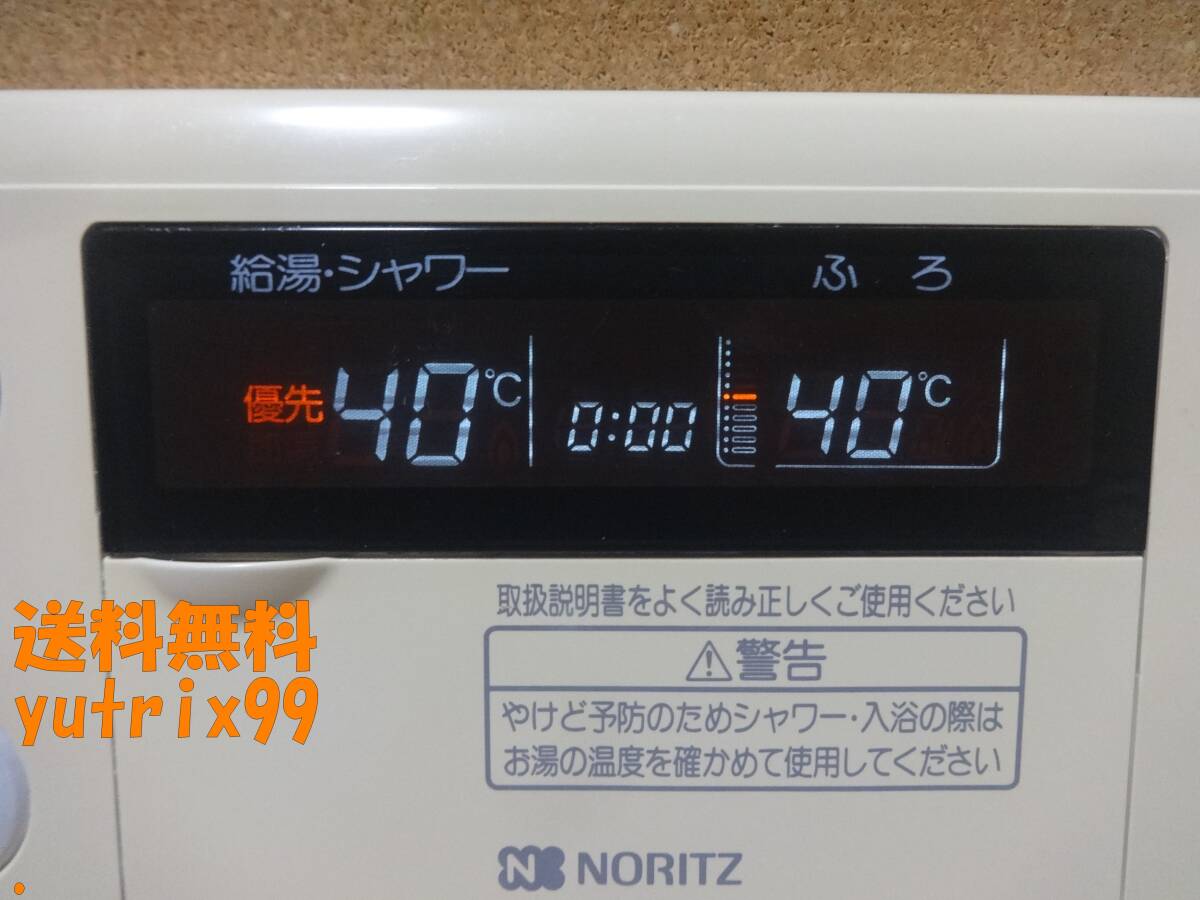 給湯・シャワー ふろ
優先 40℃ 0:00 40℃
取扱説明書をよく読み正しくご使用ください
警告
やけど予防のためシャワー・入浴の際は
お湯の温度を確かめて使用してください
NORITZ
送料無料
yutrix99